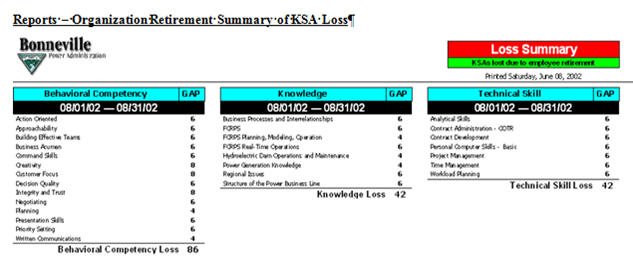 Reports – Organization Retirement Summary of KSA Loss¶
Bonneville
Power Administration
Loss Summary
KSAs lost due to employee retirement
Printed Saturday, June 08, 2002
Behavioral Competency GAP
08/01/02 — 08/31/02
Action Oriented 6
Approachability 6
Building Effective Teams 6
Business Acumen 6
Command Skills 6
Creativity 8
Customer Focus 8
Decision Quality 6
Integrity and Trust 8
Negotiating 6
Planning 4
Presentation Skills 6
Priority Setting 6
Written Communications 4
Behavioral Competency Loss 86
Knowledge GAP
08/01/02 — 08/31/02
Business Processes and Interrelationships 6
FCRPS 6
FCRPS Planning, Modeling, Operation 4
FCRPS Real-Time Operations 6
Hydroelectric Dam Operations and Maintenance 4
Power Generation Knowledge 4
Regional Issues 6
Structure of the Power Business Line 6
Knowledge Loss 42
Technical Skill GAP
08/01/02 — 08/31/02
Analytical Skills 6
Contract Administration - COTR 6
Contract Development 6
Personal Computer Skills - Basic 6
Project Management 6
Time Management 6
Workload Planning 6
Technical Skill Loss 42